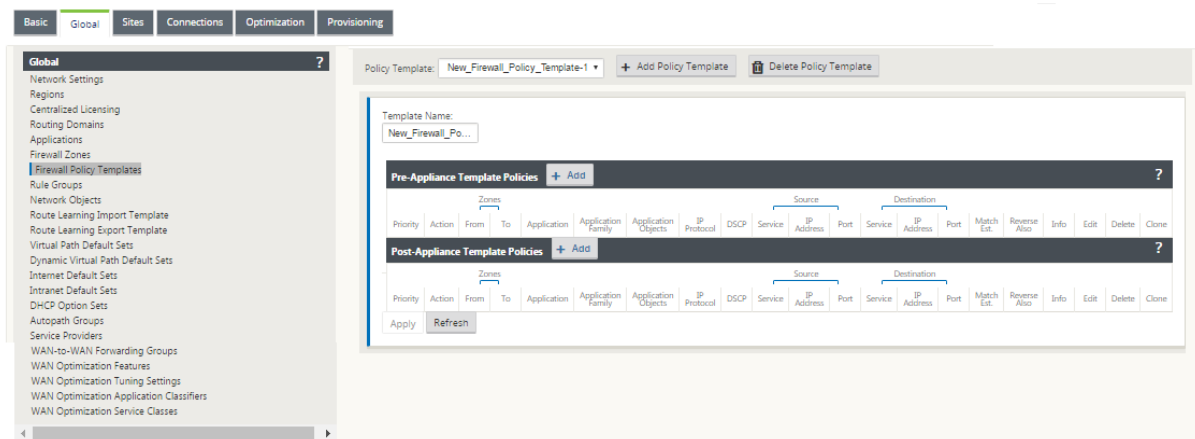 Basic Global Sites Connections Optimization Provisioning
Global ?
Network Settings
Regions
Centralized Licensing
Routing Domains
Applications
Firewall Zones
Firewall Policy Templates
Rule Groups
Network Objects
Route Learning Import Template
Route Learning Export Template
Virtual Path Default Sets
Dynamic Virtual Path Default Sets
Internet Default Sets
Intranet Default Sets
DHCP Option Sets
Autopath Groups
Service Providers
WAN-to-WAN Forwarding Groups
WAN Optimization Features
WAN Optimization Tuning Settings
WAN Optimization Application Classifiers
WAN Optimization Service Classes
Policy Template: New_Firewall_Policy_Template-1 + Add Policy Template Delete Policy Template
Template Name:
New_Firewall_Po...
Pre-Appliance Template Policies + Add ?
Zones Source Destination
Priority Action From To Application Application Family Application Objects IP Protocol DSCP Service IP Address Port Service IP Address Port Match Est. Reverse Also Info Edit Delete Clone
Post-Appliance Template Policies + Add ?
Zones Source Destination
Priority Action From To Application Application Family Application Objects IP Protocol DSCP Service IP Address Port Service IP Address Port Match Est. Reverse Also Info Edit Delete Clone
Apply Refresh